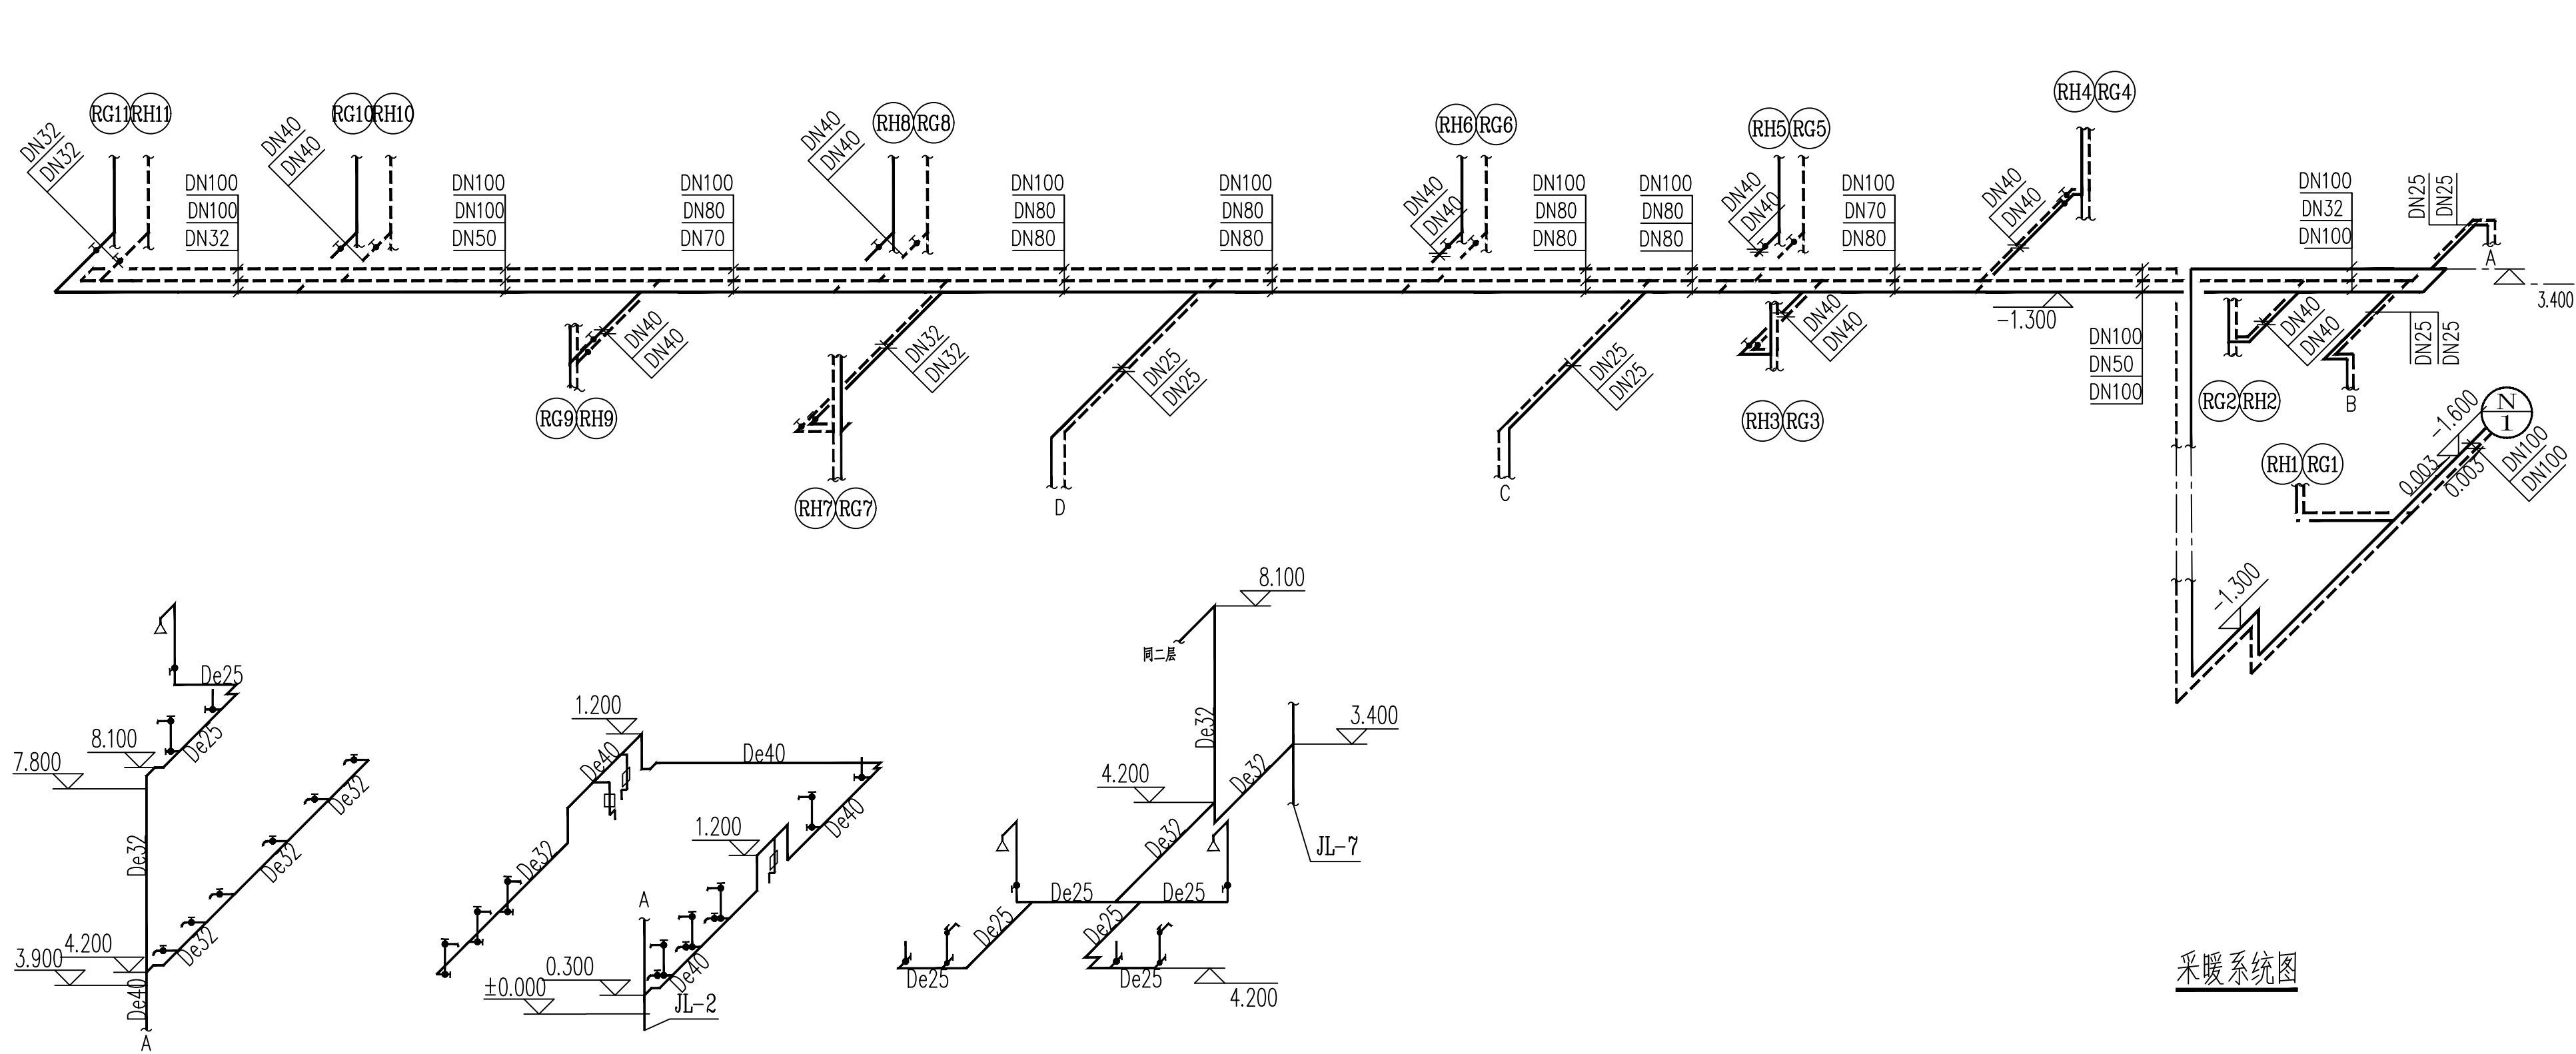 RG11 RH11
DN32
DN32
DN100
DN100
DN32
RG10 RH10
DN40
DN40
DN100
DN100
DN50
DN100
DN80
DN70
RH8 RG8
DN40
DN40
DN100
DN80
DN80
DN100
DN80
DN80
RH6 RG6
DN40
DN40
DN100
DN80
DN80
DN100
DN80
DN80
RH5 RG5
DN40
DN40
DN100
DN70
DN80
RH4 RG4
DN40
DN40
DN100
DN32
DN100
DN25
DN25
A
3.400
-1.300
DN40
DN40
RG9 RH9
DN32
DN32
RH7 RG7
DN25
DN25
D
DN25
DN25
C
DN40
DN40
RH3 RG3
DN100
DN50
DN100
DN40
DN40
RG2 RH2
DN25
DN25
B
N
1
-1.600
0.003
0.003
DN100
DN100
RH1 RG1
-1.300
De25
De25
8.100
7.800
De32
De32
De32
De32
4.200
3.900
De40
A
1.200
De40
De40
De32
1.200
De40
A
De40
0.300
±0.000
JL-2
8.100
同二层
De32
3.400
De32
4.200
De32
JL-7
De25
De25
De25
De25
De25
De25
4.200
采暖系统图